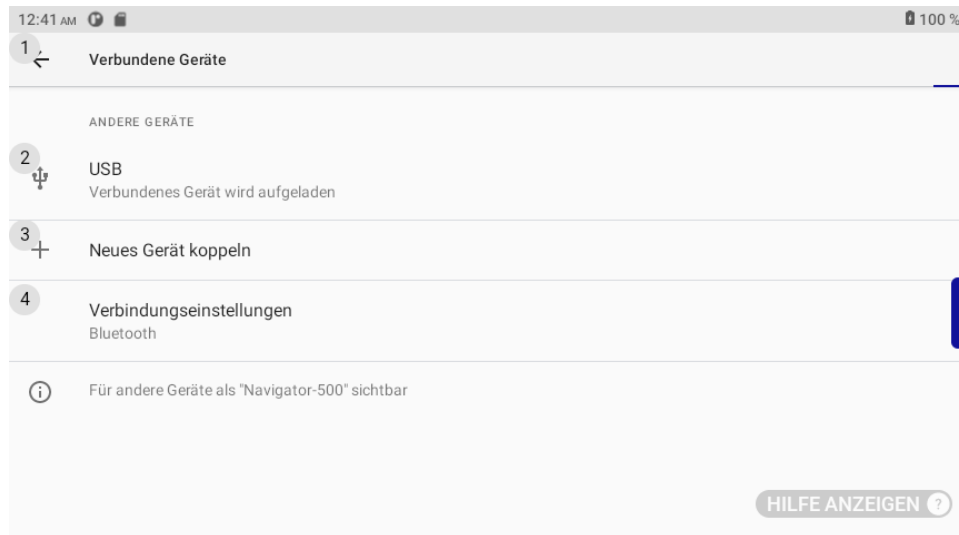 12:41 AM 100 %
1
Verbundene Geräte
ANDERE GERÄTE
2
USB
Verbundenes Gerät wird aufgeladen
3
Neues Gerät koppeln
4
Verbindungseinstellungen
Bluetooth
Für andere Geräte als "Navigator-500" sichtbar
HILFE ANZEIGEN ?